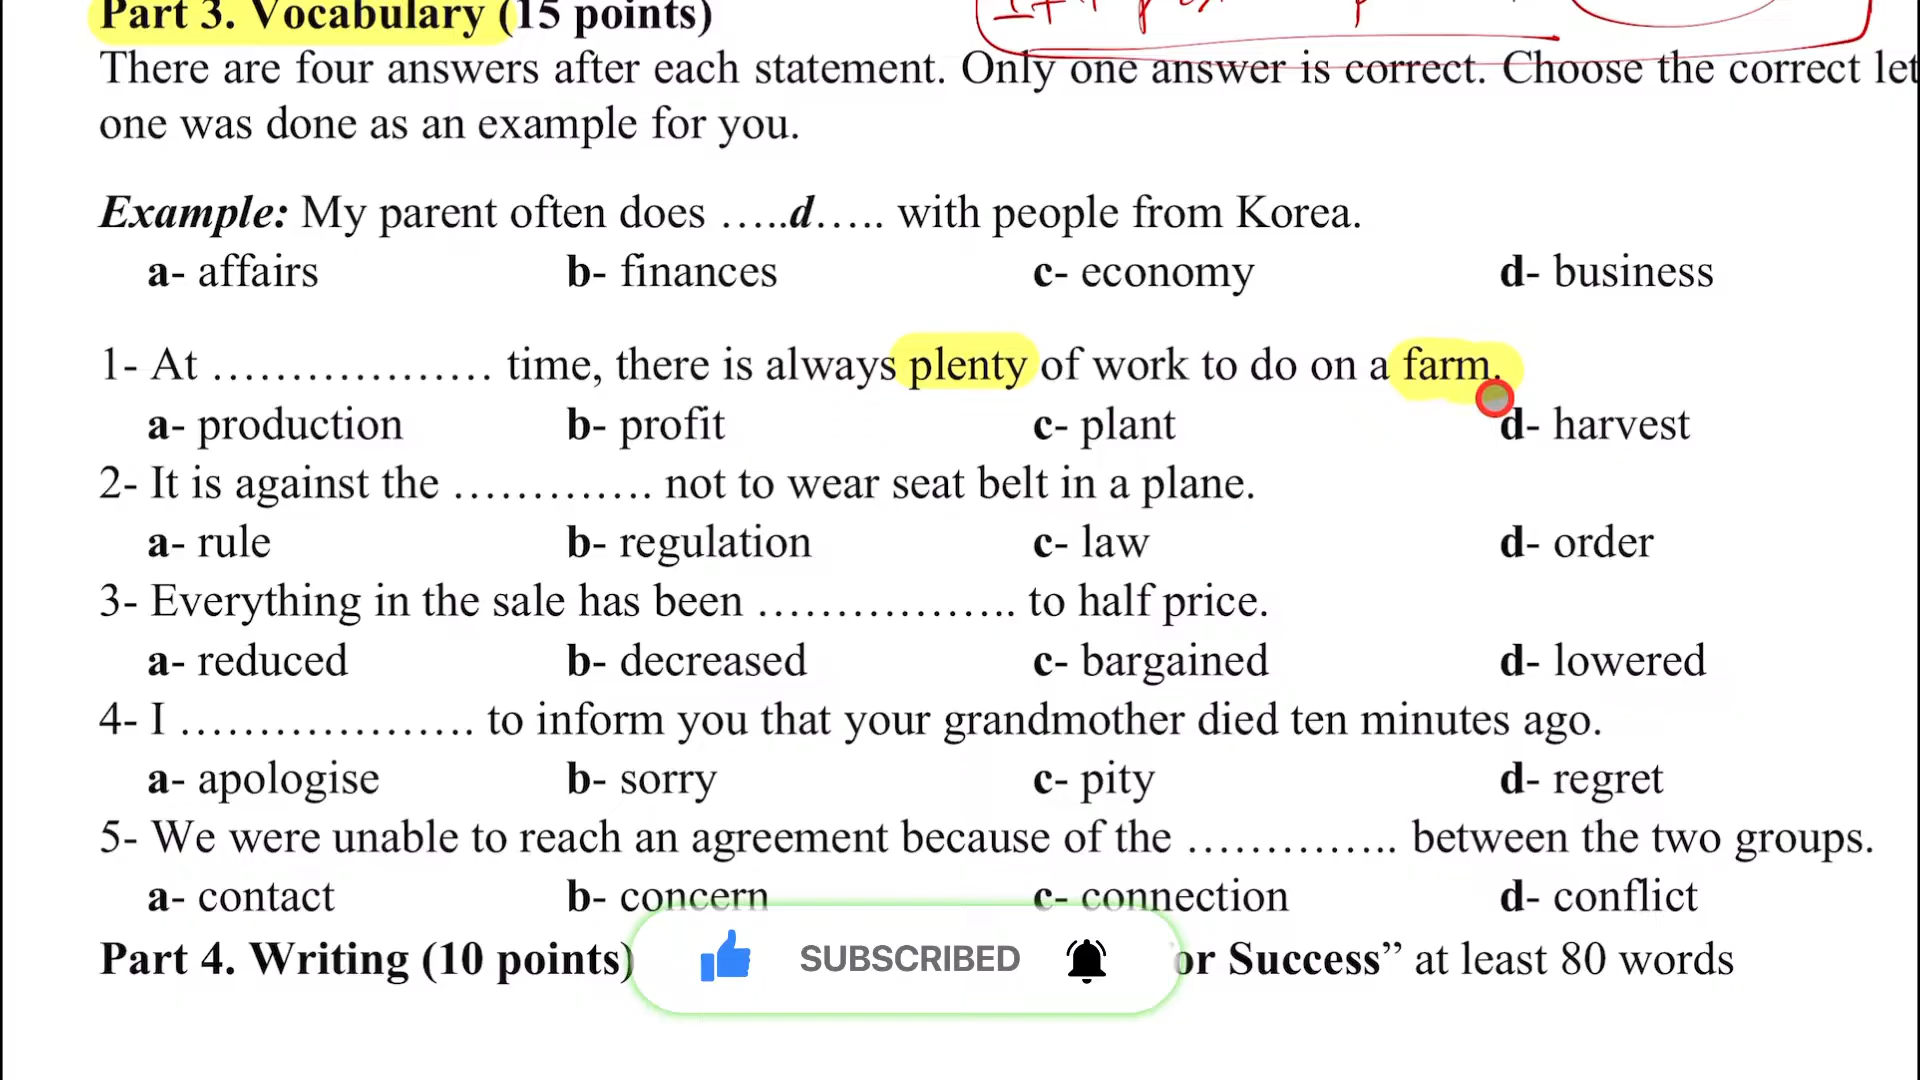 Part 3. Vocabulary (15 points)
There are four answers after each statement. Only one answer is correct. Choose the correct let
one was done as an example for you.
Example: My parent often does …..d….. with people from Korea.
a- affairs b- finances c- economy d- business
1- At ……………… time, there is always plenty of work to do on a farm.
a- production b- profit c- plant d- harvest
2- It is against the …………. not to wear seat belt in a plane.
a- rule b- regulation c- law d- order
3- Everything in the sale has been …………….. to half price.
a- reduced b- decreased c- bargained d- lowered
4- I ………………. to inform you that your grandmother died ten minutes ago.
a- apologise b- sorry c- pity d- regret
5- We were unable to reach an agreement because of the ………….. between the two groups.
a- contact b- concern c- connection d- conflict
Part 4. Writing (10 points) SUBSCRIBED or Success” at least 80 words